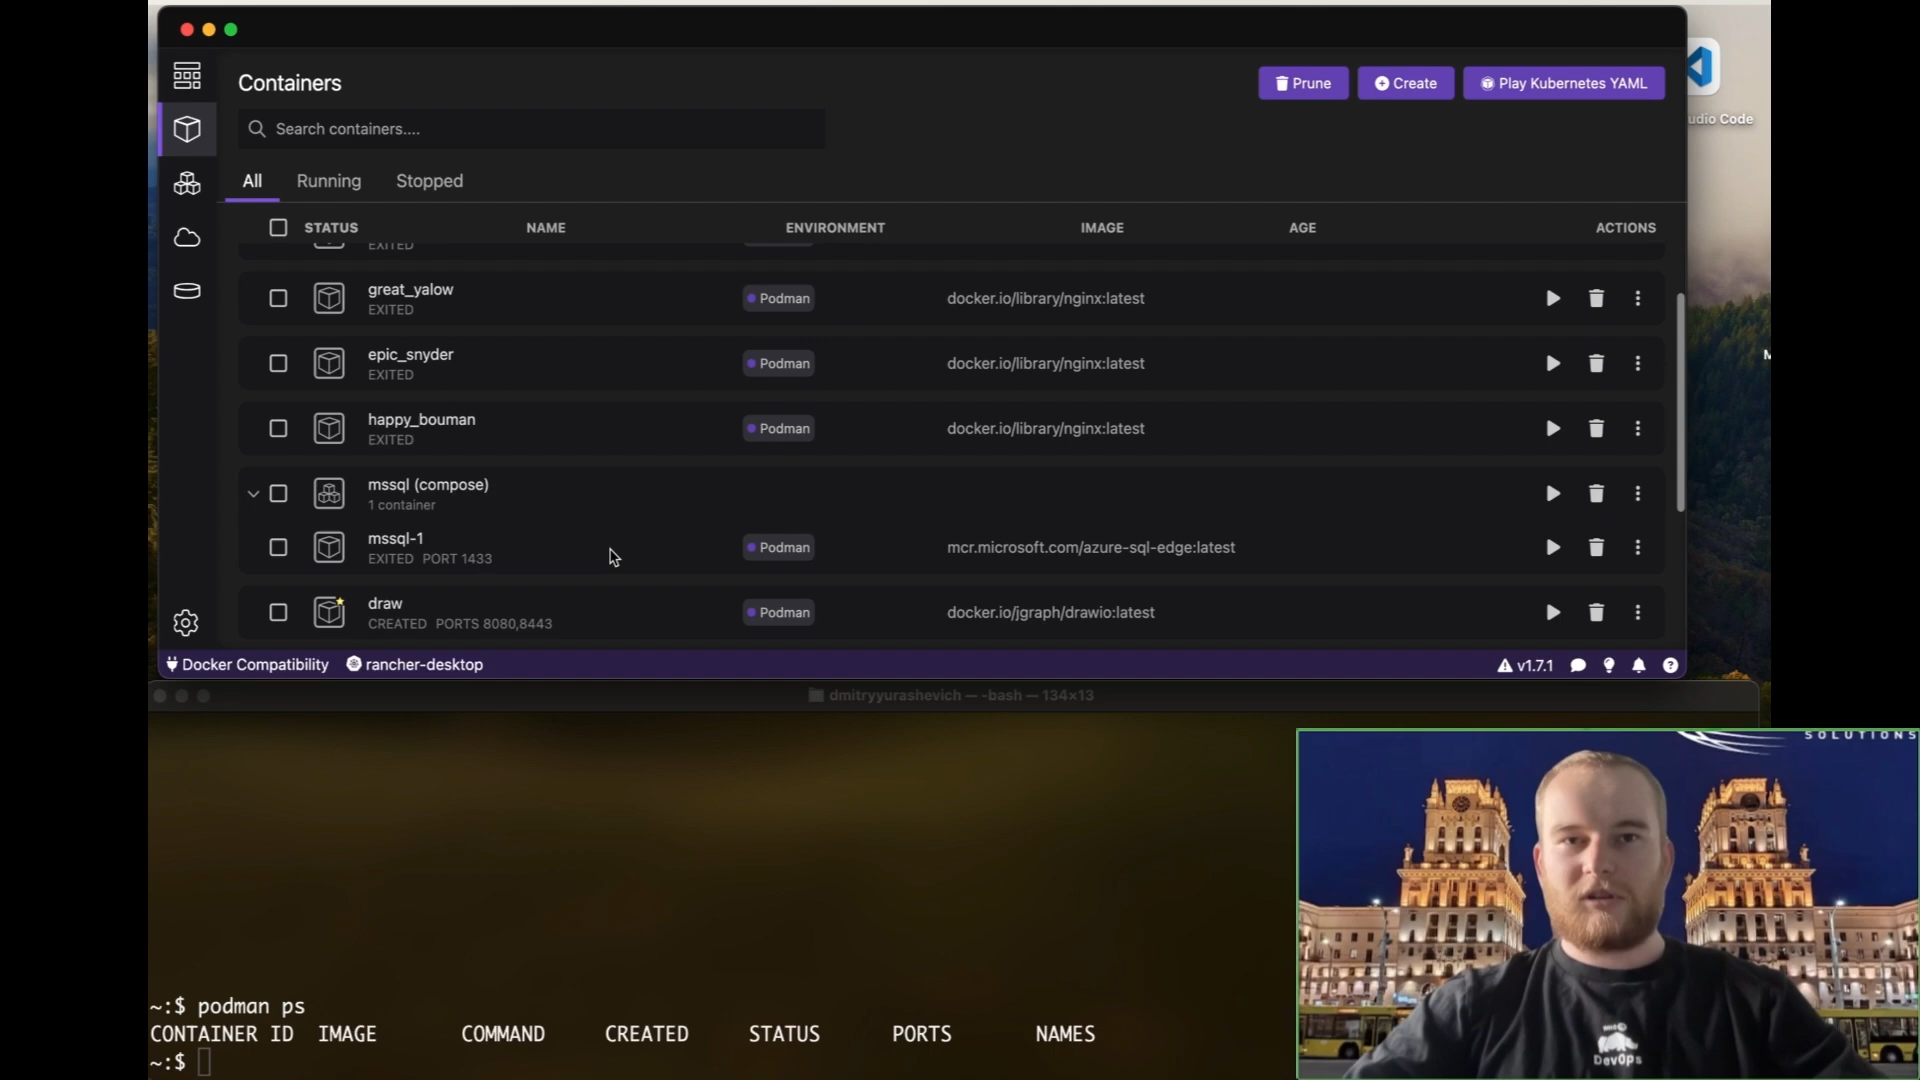 Containers
Prune
Create
Play Kubernetes YAML
Search containers....
All
Running
Stopped
STATUS
NAME
ENVIRONMENT
IMAGE
AGE
ACTIONS
EXITED
great_yalow
EXITED
Podman
docker.io/library/nginx:latest
epic_snyder
EXITED
Podman
docker.io/library/nginx:latest
happy_bouman
EXITED
Podman
docker.io/library/nginx:latest
mssql (compose)
1 container
mssql-1
EXITED PORT 1433
Podman
mcr.microsoft.com/azure-sql-edge:latest
draw
CREATED PORTS 8080,8443
Podman
docker.io/jgraph/drawio:latest
Docker Compatibility
rancher-desktop
v1.7.1
udio Code
M
dmitryyurashevich — -bash — 134×13
~:$ podman ps
CONTAINER ID IMAGE COMMAND CREATED STATUS PORTS NAMES
~:$
SOLUTIONS
DevOps